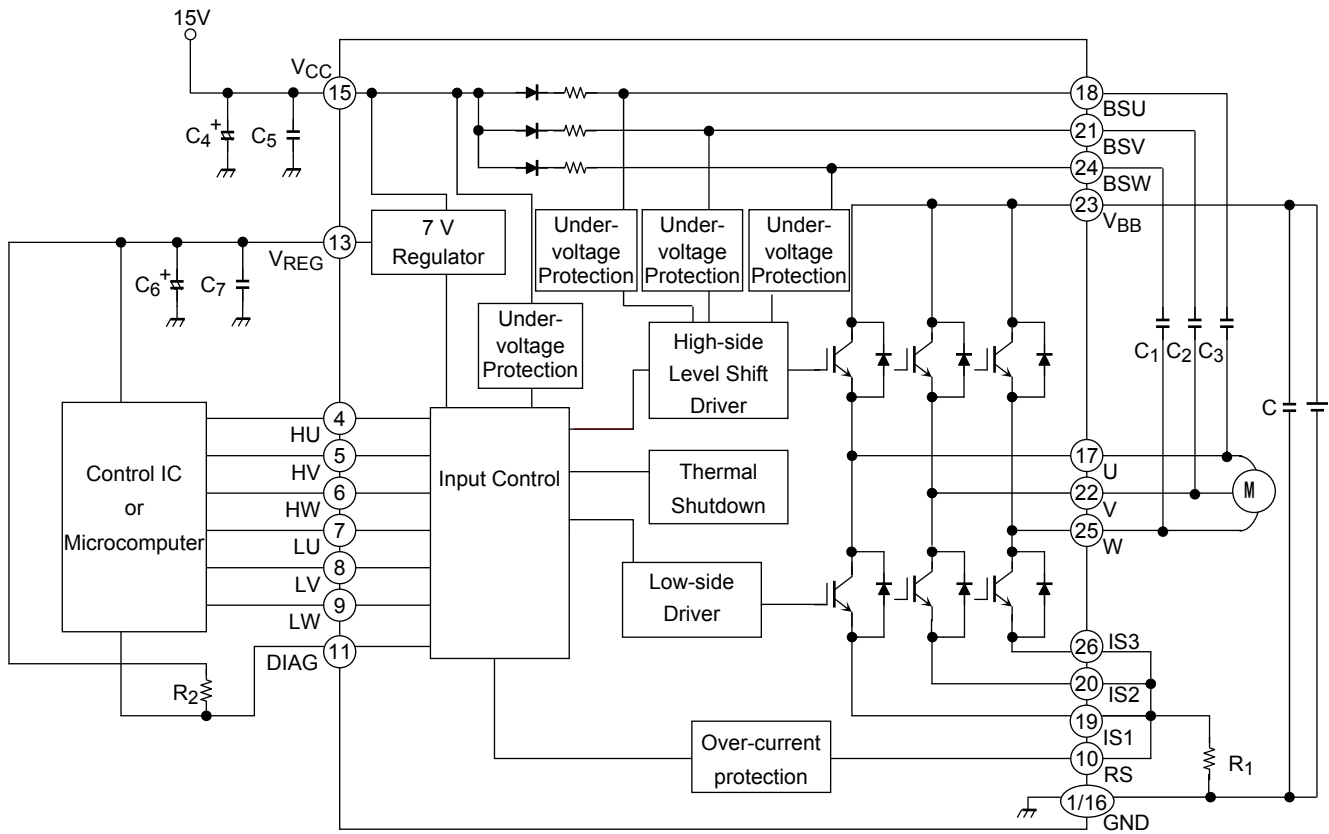 15V
VCC
15
C4
+
C5
18
BSU
21
BSV
24
BSW
23
VBB
7 V
Regulator
Under-
voltage
Protection
Under-
voltage
Protection
Under-
voltage
Protection
13
VREG
C6
+
C7
Under-
voltage
Protection
High-side
Level Shift
Driver
C1
C2
C3
C
Control IC
or
Microcomputer
4
HU
5
HV
6
HW
7
LU
8
LV
9
LW
11
DIAG
Input Control
Thermal
Shutdown
Low-side
Driver
17
U
22
V
25
W
M
26
IS3
20
IS2
19
IS1
10
RS
R2
Over-current
protection
R1
1/16
GND